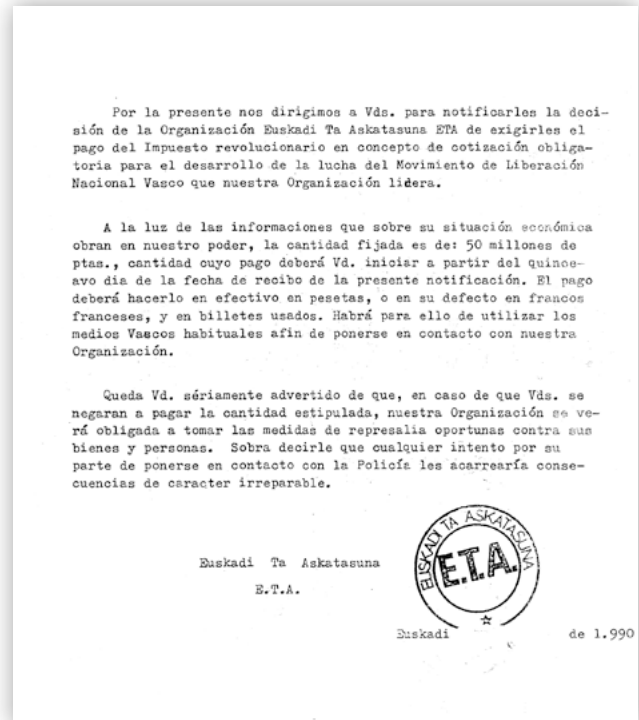 Por la presente nos dirigimos a Vds. para notificarles la deci-
sión de la Organización Euskadi Ta Askatasuna ETA de exigirles el
pago del Impuesto revolucionario en concepto de cotización obliga-
toria para el desarrollo de la lucha del Movimiento de Liberación
Nacional Vasco que nuestra Organización lidera.
A la luz de las informaciones que sobre su situación económica
obran en nuestro poder, la cantidad fijada es de: 50 millones de
ptas., cantidad cuyo pago deberá Vd. iniciar a partir del quince-
avo dia de la fecha de recibo de la presente notificación. El pago
deberá hacerlo en efectivo en pesetas, o en su defecto en francos
franceses, y en billetes usados. Habrá para ello de utilizar los
medios Vascos habituales afin de ponerse en contacto con nuestra
Organización.
Queda Vd. sériamente advertido de que, en caso de que Vds. se
negaran a pagar la cantidad estipulada, nuestra Organización se ve-
rá obligada a tomar las medidas de represalia oportunas contra sus
bienes y personas. Sobra decirle que cualquier intento por su
parte de ponerse en contacto con la Policía les acarrearía conse-
cuencias de caracter irreparable.
Euskadi Ta Askatasuna
E.T.A.
EUSKADI TA ASKATASUNA
E.T.A.
Euskadi de 1.990